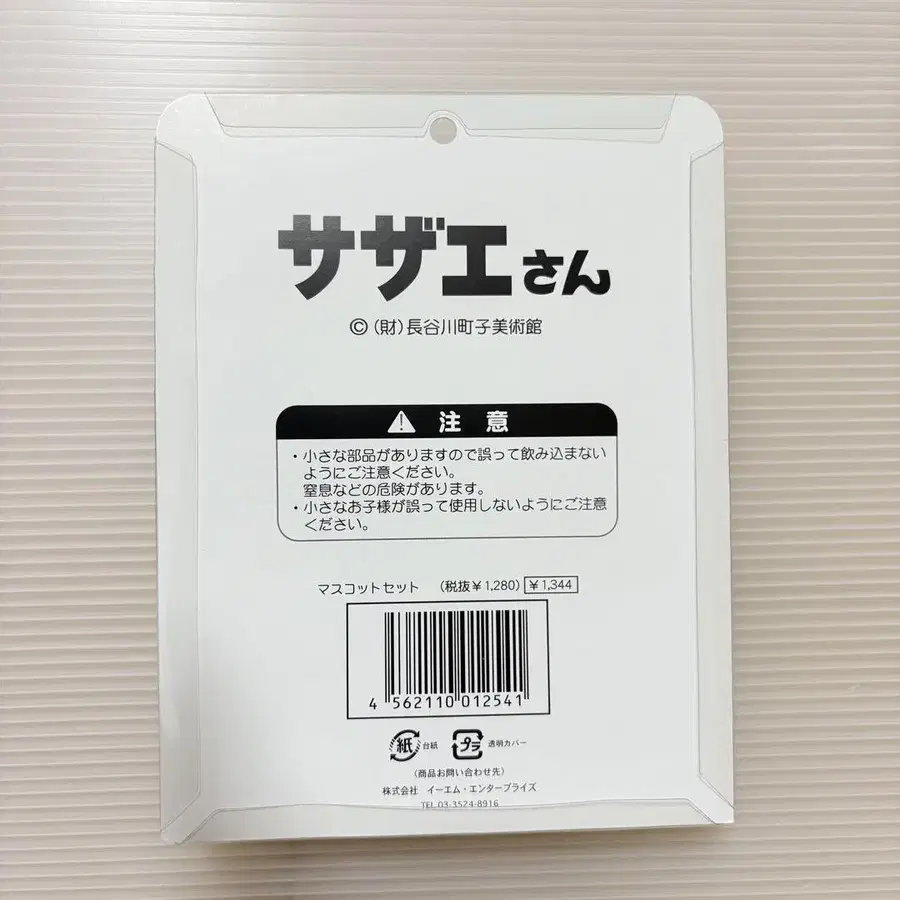 サザエさん
©(財)長谷川町子美術館
⚠ 注 意
・小さな部品がありますので誤って飲み込まない
ようにご注意ください。
窒息などの危険があります。
・小さなお子様が誤って使用しないようにご注意
ください。
マスコットセット (税抜¥1,280) ¥1,344
4 562110 012541
紙 台紙 プラ 透明カバー
(商品お問い合わせ先)
株式会社 イーエム・エンタープライズ
TEL 03-3524-8916